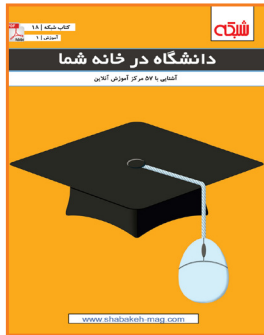 شبکه
کتاب شبکه | ۱۸
آموزش | ۱
دانشگاه در خانه شما
آشنایی با ۵۷ مرکز آموزش آنلاین
www.shabakeh-mag.com